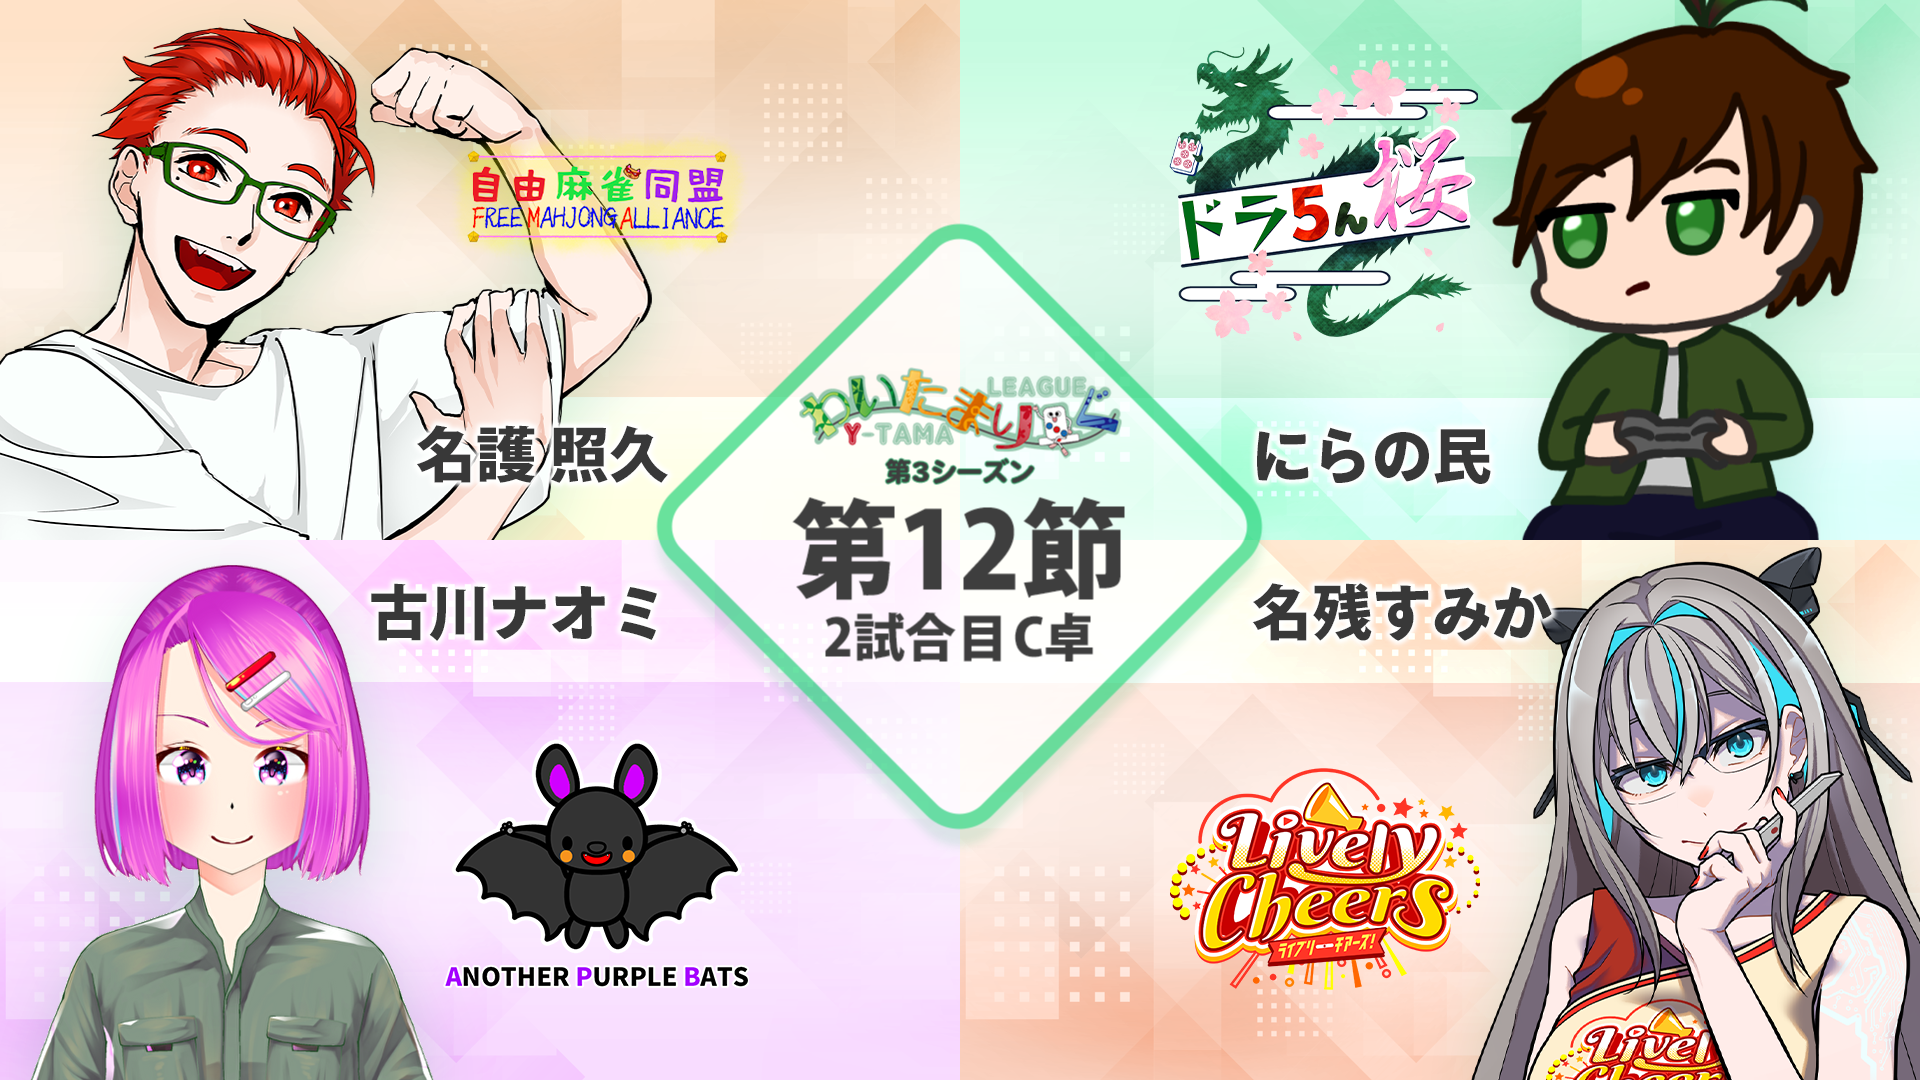 自由麻雀同盟
FREE MAHJONG ALLIANCE
名護 照久
ドラ5ん桜
にらの民
わいたまりーぐ
LEAGUE
Y-TAMA
第3シーズン
第12節
2試合目 C卓
古川ナオミ
ANOTHER PURPLE BATS
名残すみか
Lively
Cheers
ライブリーチアーズ!
Livel
Cheer